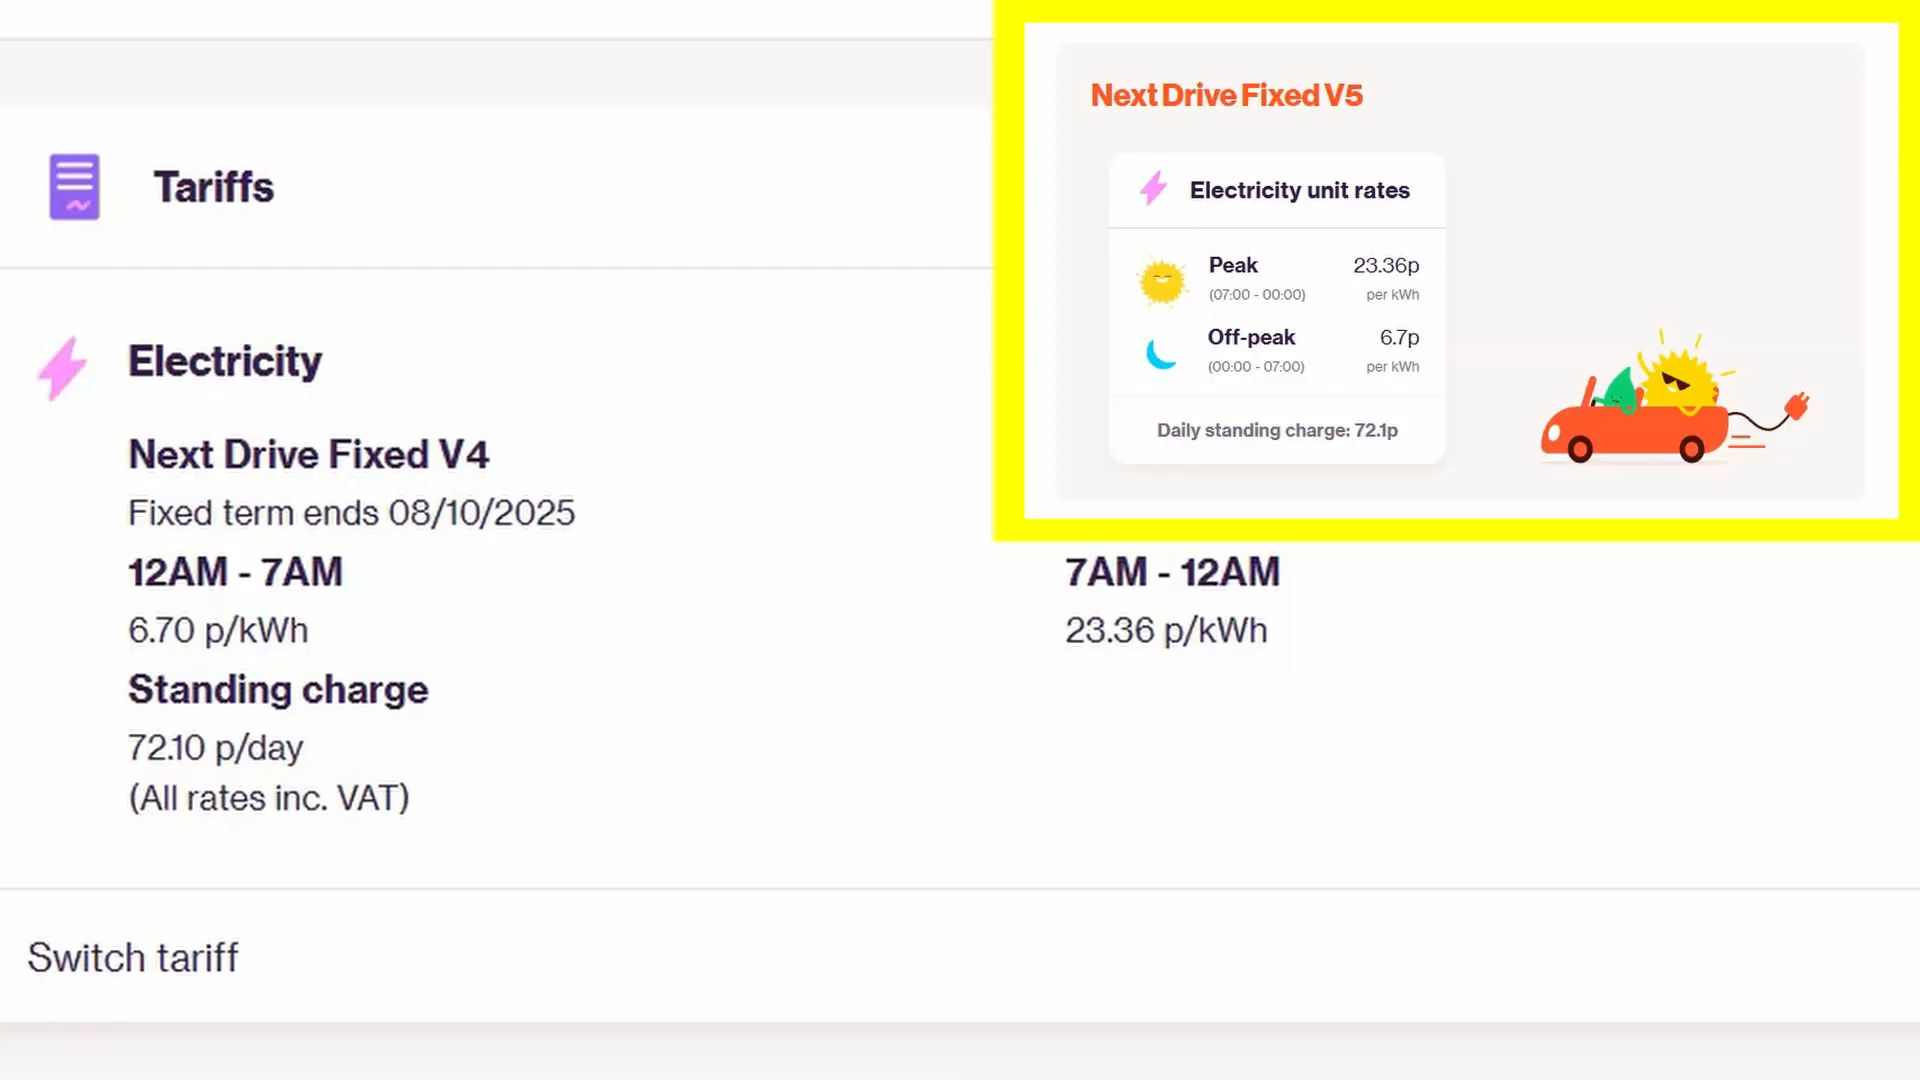 Tariffs
Electricity
Next Drive Fixed V4
Fixed term ends 08/10/2025
12AM - 7AM
6.70 p/kWh
Standing charge
72.10 p/day
(All rates inc. VAT)
7AM - 12AM
23.36 p/kWh
Switch tariff
Next Drive Fixed V5
Electricity unit rates
Peak 23.36p
(07:00 - 00:00) per kWh
Off-peak 6.7p
(00:00 - 07:00) per kWh
Daily standing charge: 72.1p